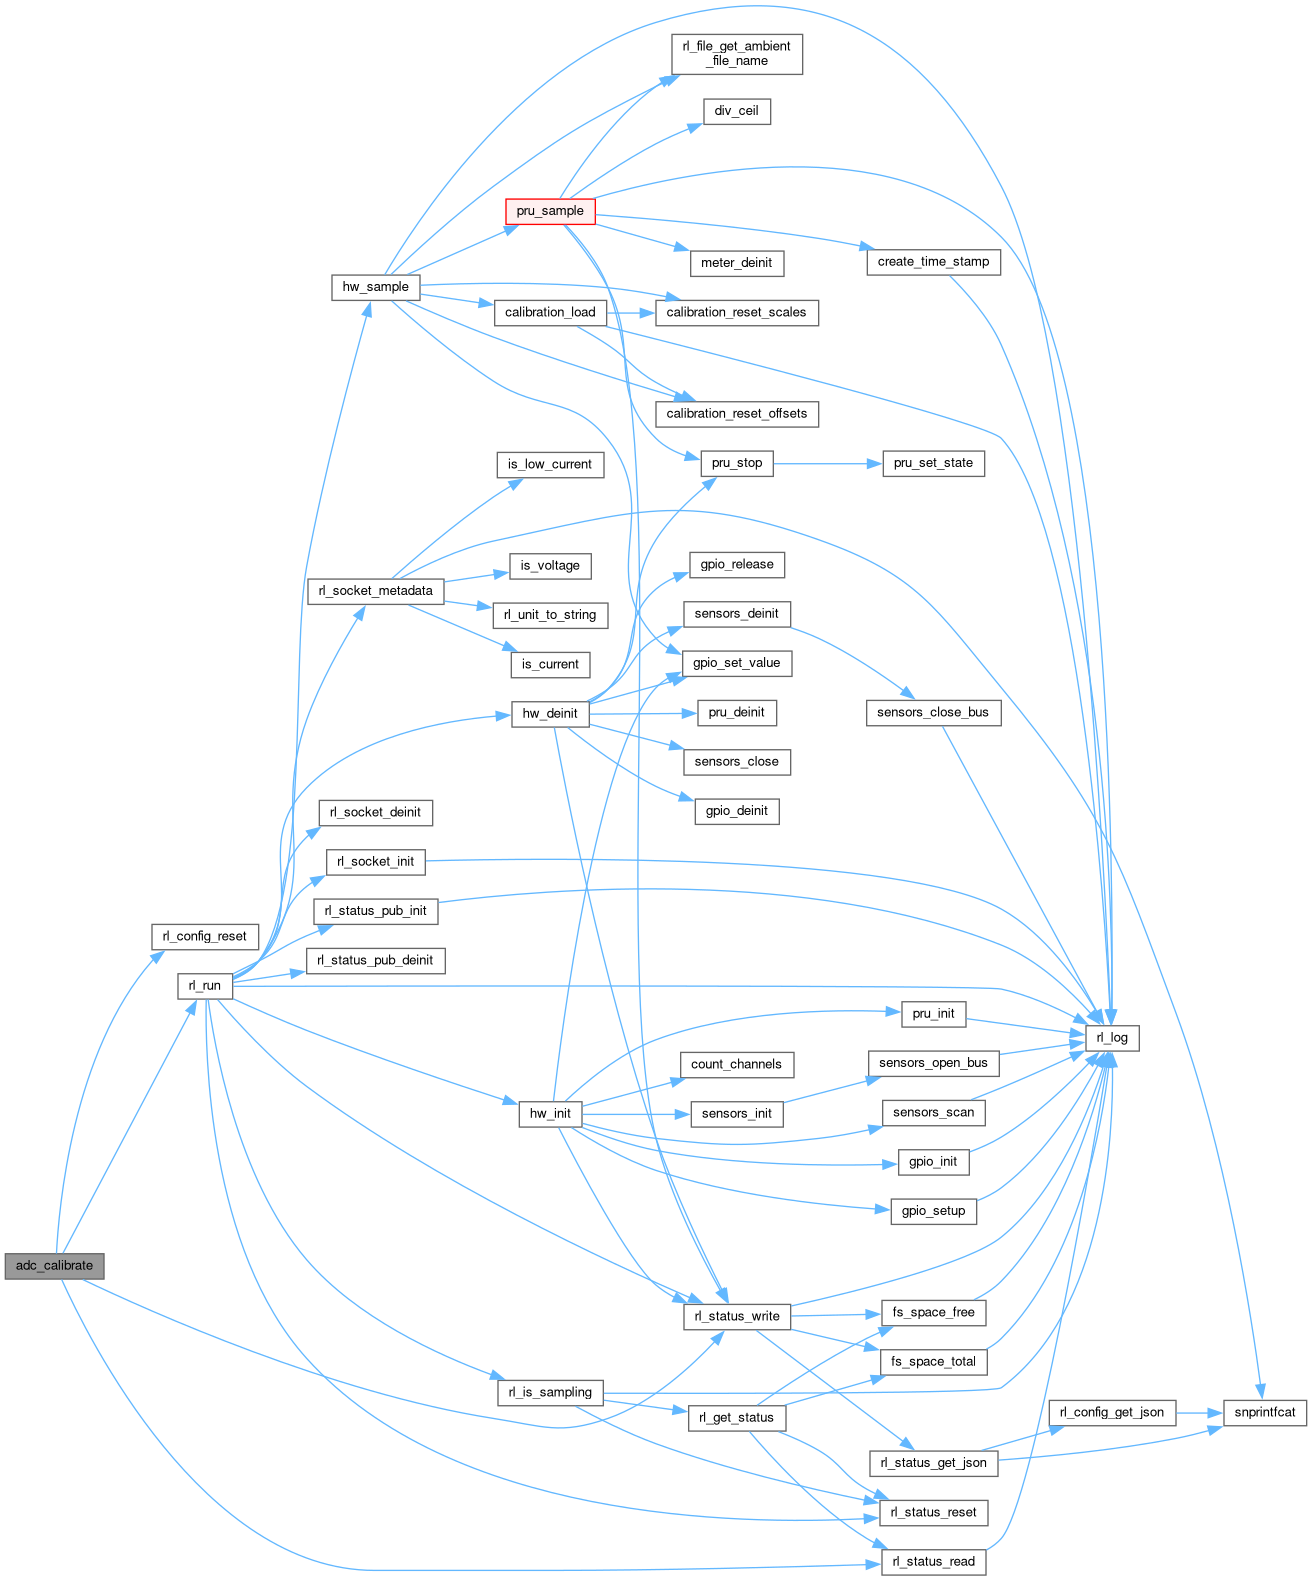 rl_file_get_ambient
_file_name
div_ceil
pru_sample
create_time_stamp
meter_deinit
hw_sample
calibration_load
calibration_reset_scales
calibration_reset_offsets
is_low_current
pru_stop
pru_set_state
is_voltage
gpio_release
rl_socket_metadata
rl_unit_to_string
sensors_deinit
is_current
gpio_set_value
hw_deinit
pru_deinit
sensors_close_bus
sensors_close
rl_socket_deinit
gpio_deinit
rl_socket_init
rl_status_pub_init
rl_config_reset
rl_status_pub_deinit
rl_run
pru_init
rl_log
count_channels
sensors_open_bus
hw_init
sensors_init
sensors_scan
gpio_init
gpio_setup
adc_calibrate
rl_status_write
fs_space_free
fs_space_total
rl_is_sampling
rl_get_status
rl_config_get_json
snprintfcat
rl_status_get_json
rl_status_reset
rl_status_read